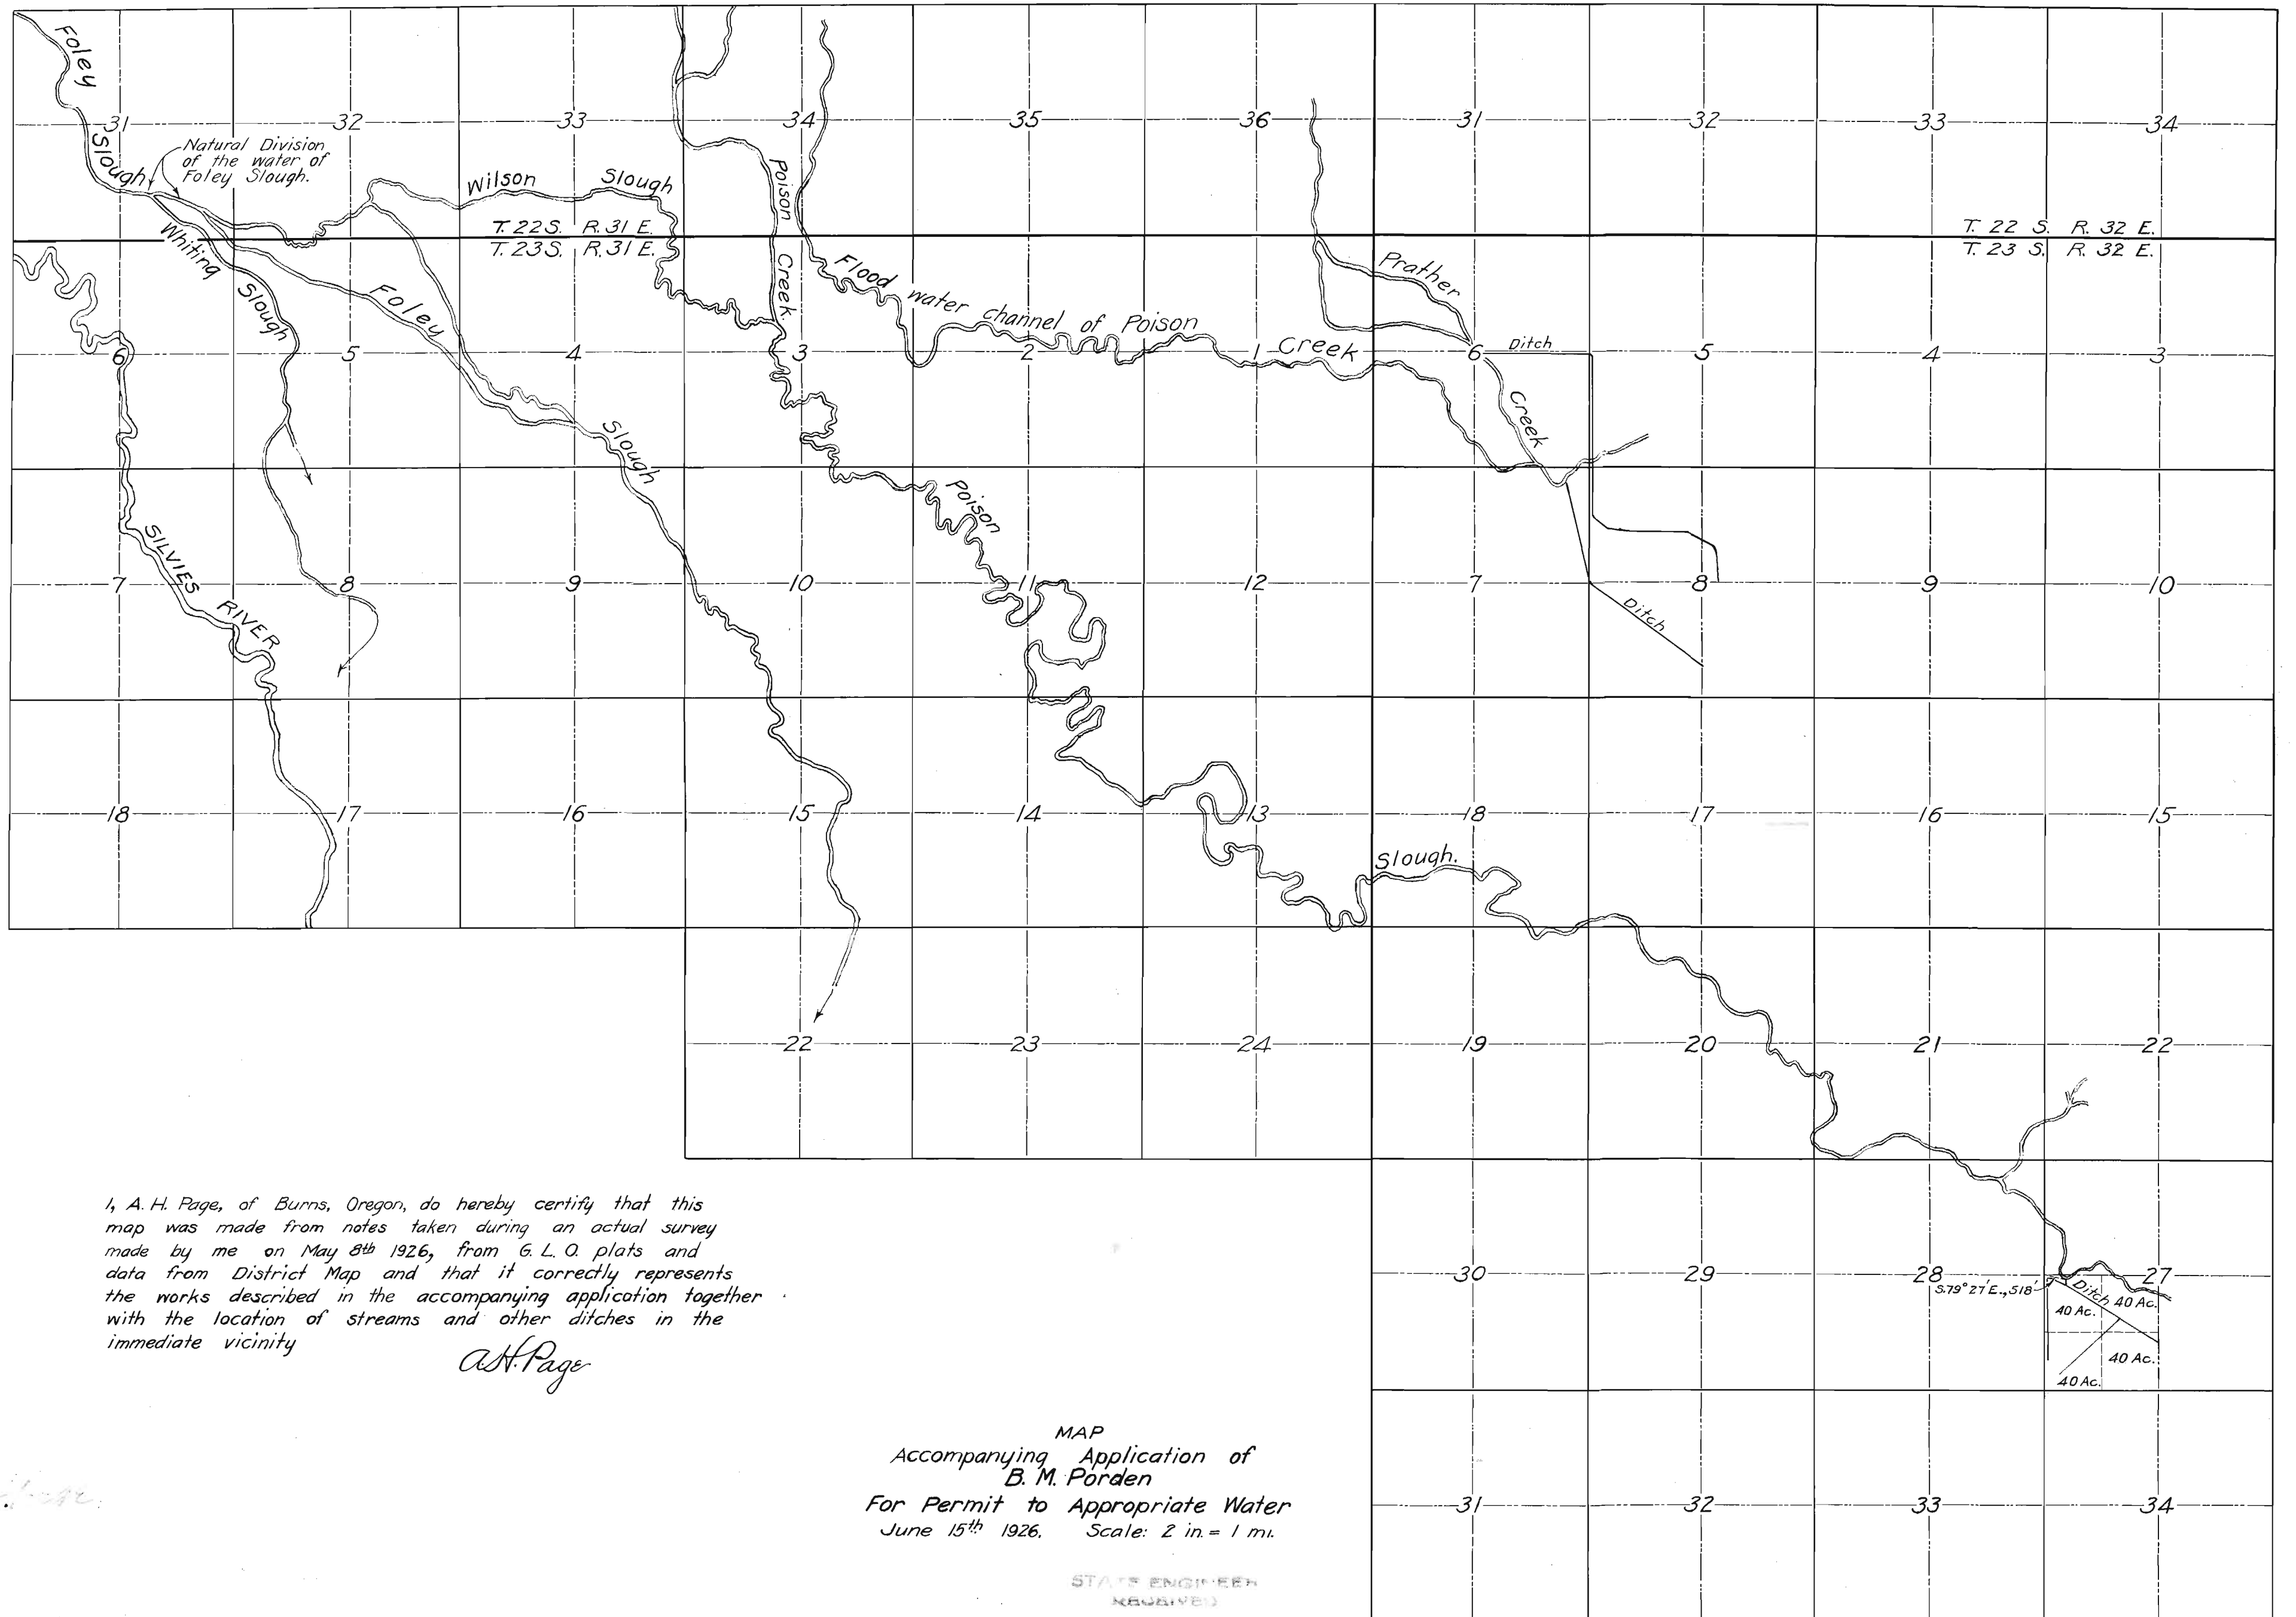 Foley
31
32
33
34
35
36
31
32
33
34
Slough
Natural Division
of the water of
Foley Slough.
Wilson Slough
Poison
Creek
T. 22 S. R. 31 E.
T. 23 S. R. 31 E.
T. 22 S. R. 32 E.
T. 23 S. R. 32 E.
Whiting
Slough
Foley
Slough
Flood water channel of Poison
Creek
Prather
Creek
Ditch
6
5
4
3
2
1
6
5
4
3
Poison
SILVIES
RIVER
7
8
9
10
11
12
7
8
9
10
Ditch
18
17
16
15
14
13
18
17
16
15
Slough.
22
23
24
19
20
21
22
30
29
28
27
S.79° 27' E., 518'
Ditch
40 Ac.
40 Ac.
40 Ac.
40 Ac.
31
32
33
34
I, A. H. Page, of Burns, Oregon, do hereby certify that this
map was made from notes taken during an actual survey
made by me on May 8th 1926, from G. L. O. plats and
data from District Map and that it correctly represents
the works described in the accompanying application together
with the location of streams and other ditches in the
immediate vicinity
A.H. Page
MAP
Accompanying Application of
B. M. Porden
For Permit to Appropriate Water
June 15th 1926. Scale: 2 in. = 1 mi.
STATE ENGINEER
RECEIVED